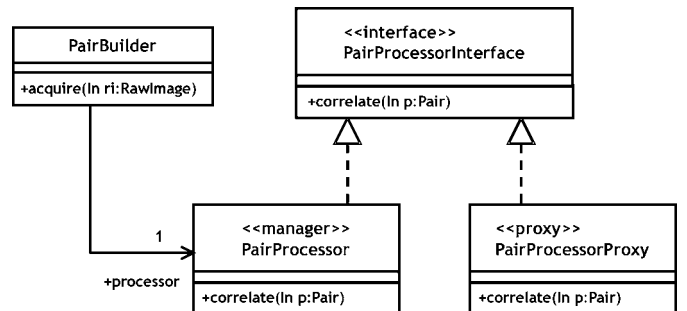 PairBuilder
+acquire(In ri:RawImage)
<<interface>>
PairProcessorInterface
+correlate(In p:Pair)
1
+processor
<<manager>>
PairProcessor
+correlate(In p:Pair)
<<proxy>>
PairProcessorProxy
+correlate(In p:Pair)